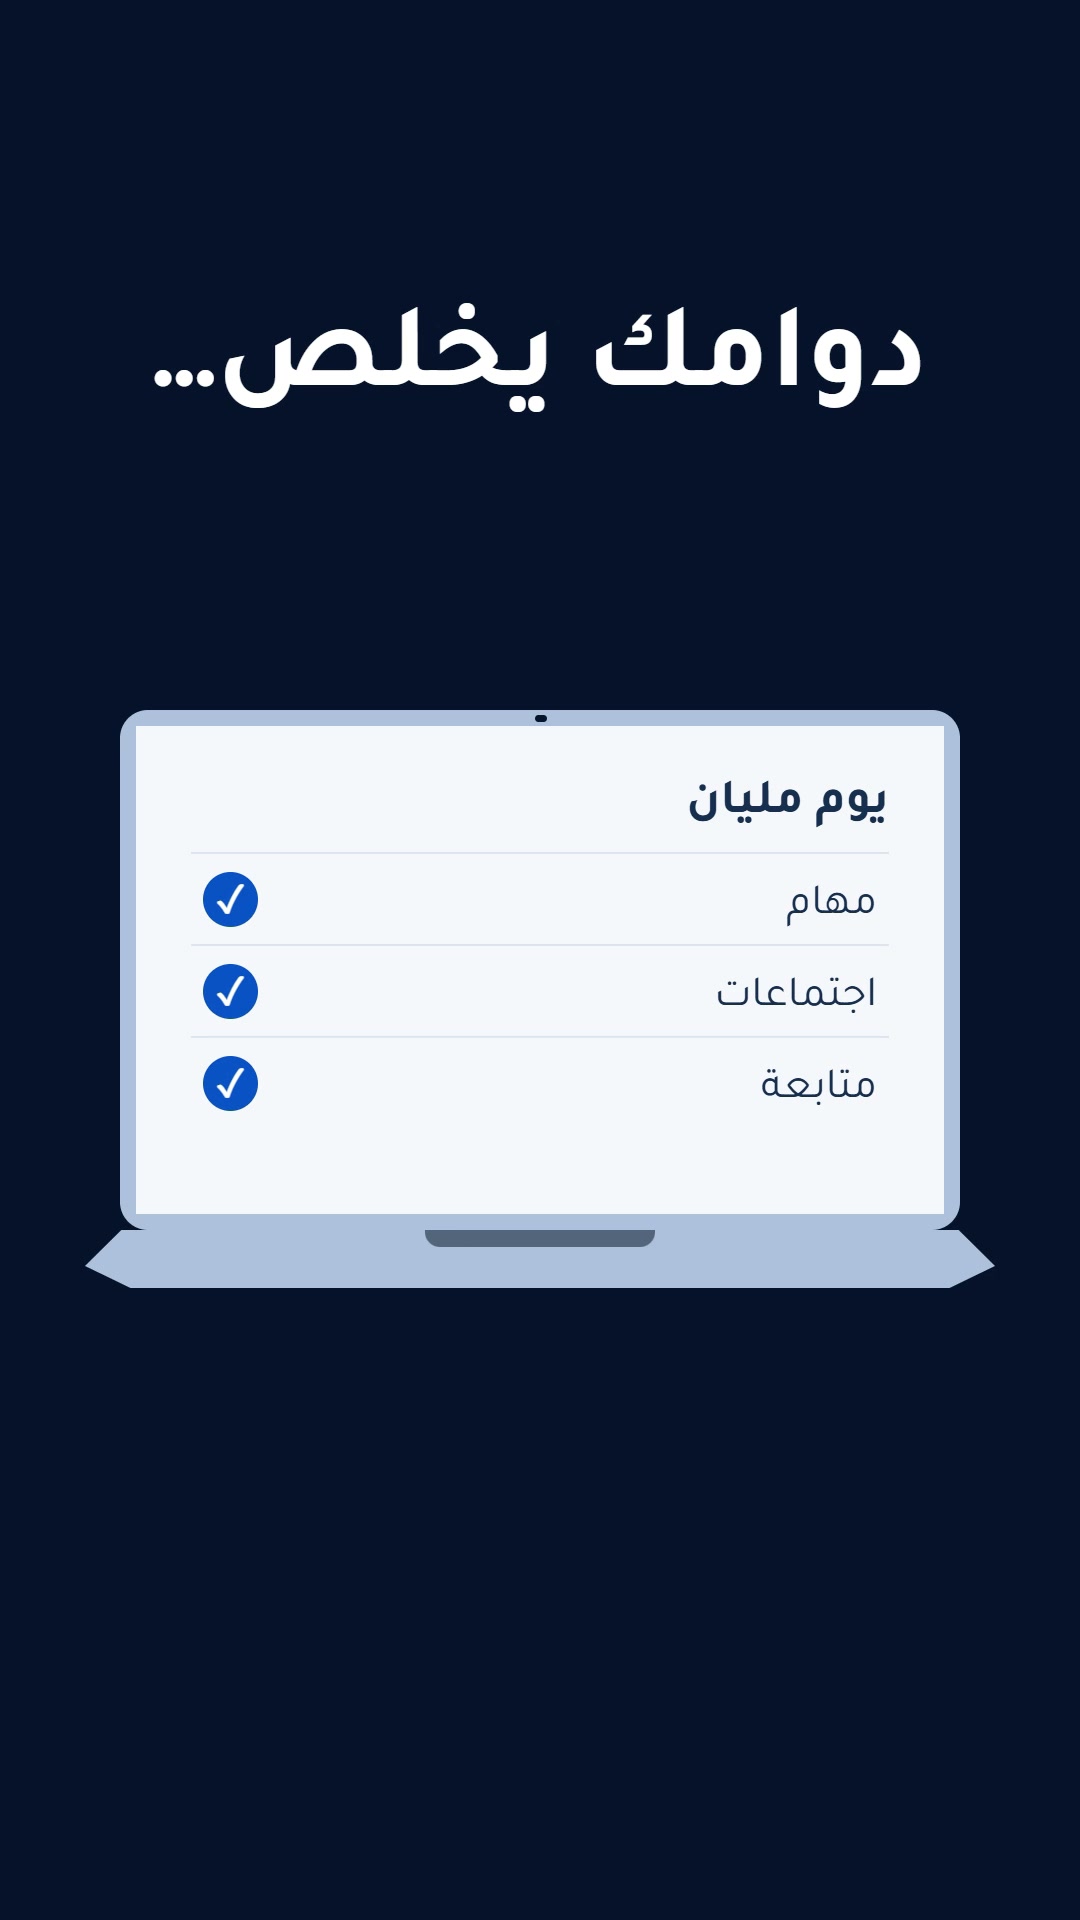 دوامك يخلص...
يوم مليان
مهام
اجتماعات
متابعة